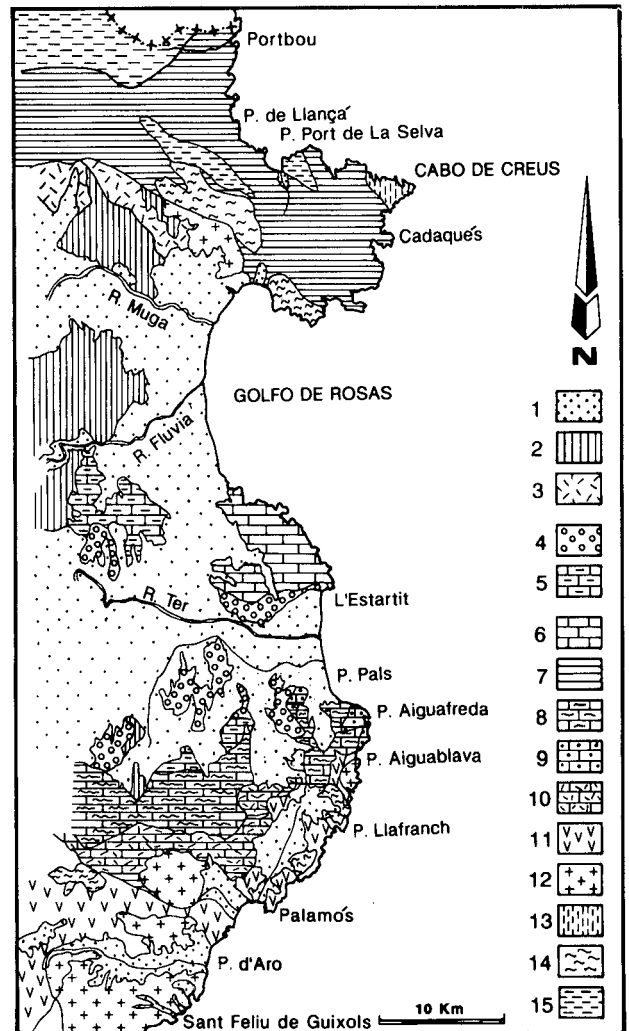 Portbou
P. de Llançá
P. Port de La Selva
CABO DE CREUS
Cadaqués
R. Muga
N
GOLFO DE ROSAS
R. Fluvia
R. Ter
L'Estartit
P. Pals
P. Aiguafreda
P. Aiguablava
P. Llafranch
Palamós
P. d'Aro
Sant Feliu de Guixols
10 Km
1
2
3
4
5
6
7
8
9
10
11
12
13
14
15